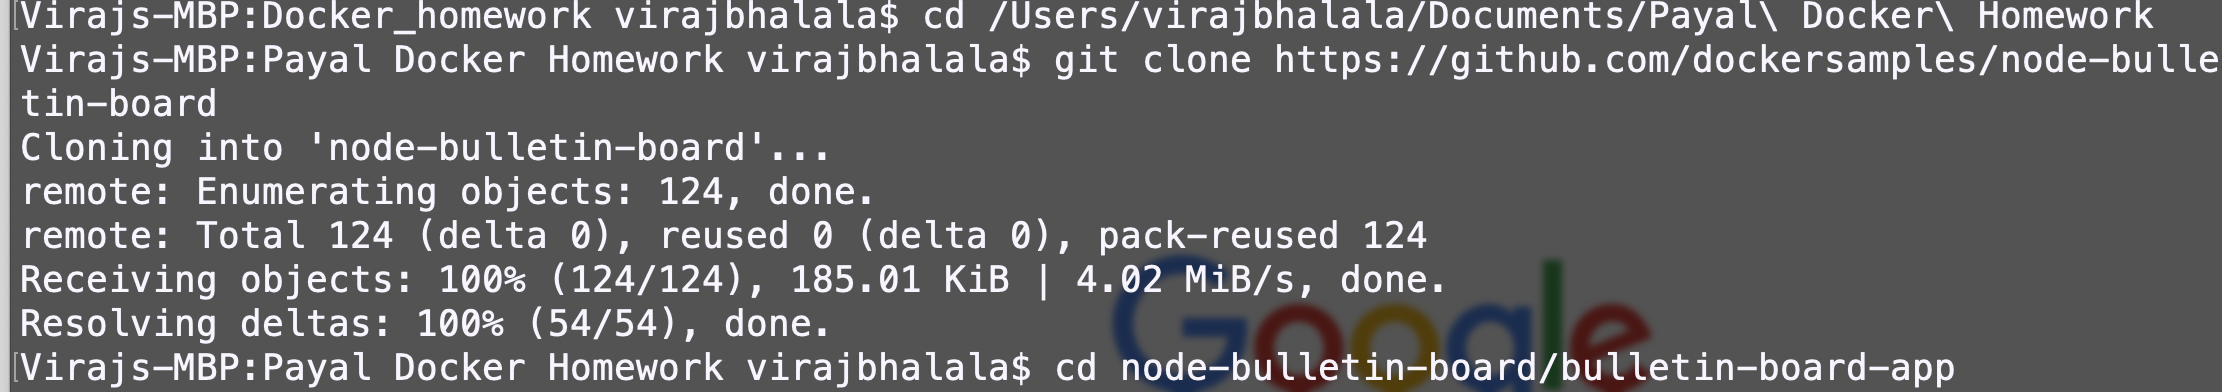 Virajs-MBP:Docker_homework virajbhalala$ cd /Users/virajbhalala/Documents/Payal\ Docker\ Homework
Virajs-MBP:Payal Docker Homework virajbhalala$ git clone https://github.com/dockersamples/node-bulle
tin-board
Cloning into 'node-bulletin-board'...
remote: Enumerating objects: 124, done.
remote: Total 124 (delta 0), reused 0 (delta 0), pack-reused 124
Receiving objects: 100% (124/124), 185.01 KiB | 4.02 MiB/s, done.
Resolving deltas: 100% (54/54), done.
Google
Virajs-MBP:Payal Docker Homework virajbhalala$ cd node-bulletin-board/bulletin-board-app